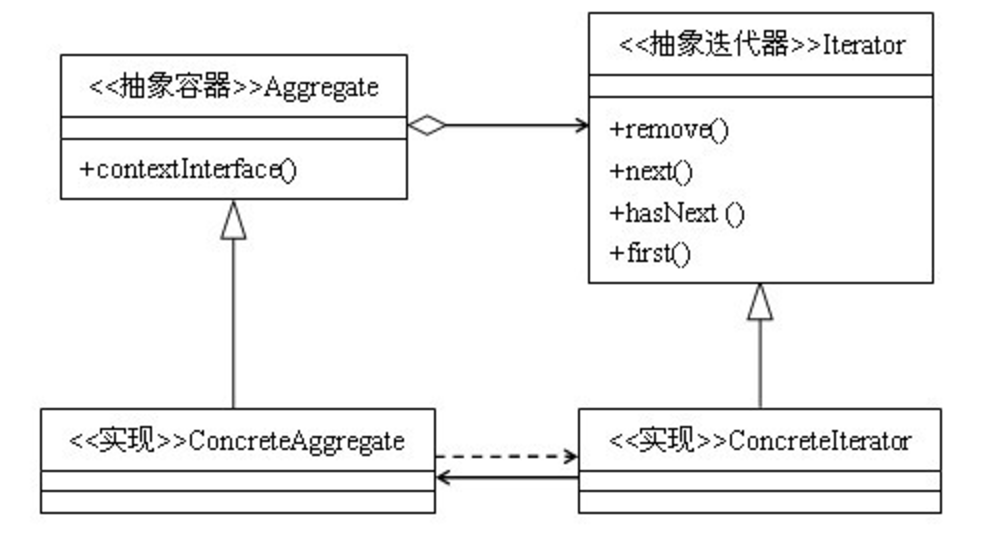 <<抽象容器>>Aggregate
+contextInterface()
<<抽象迭代器>>Iterator
+remove()
+next()
+hasNext ()
+first()
<<实现>>ConcreteAggregate
<<实现>>ConcreteIterator